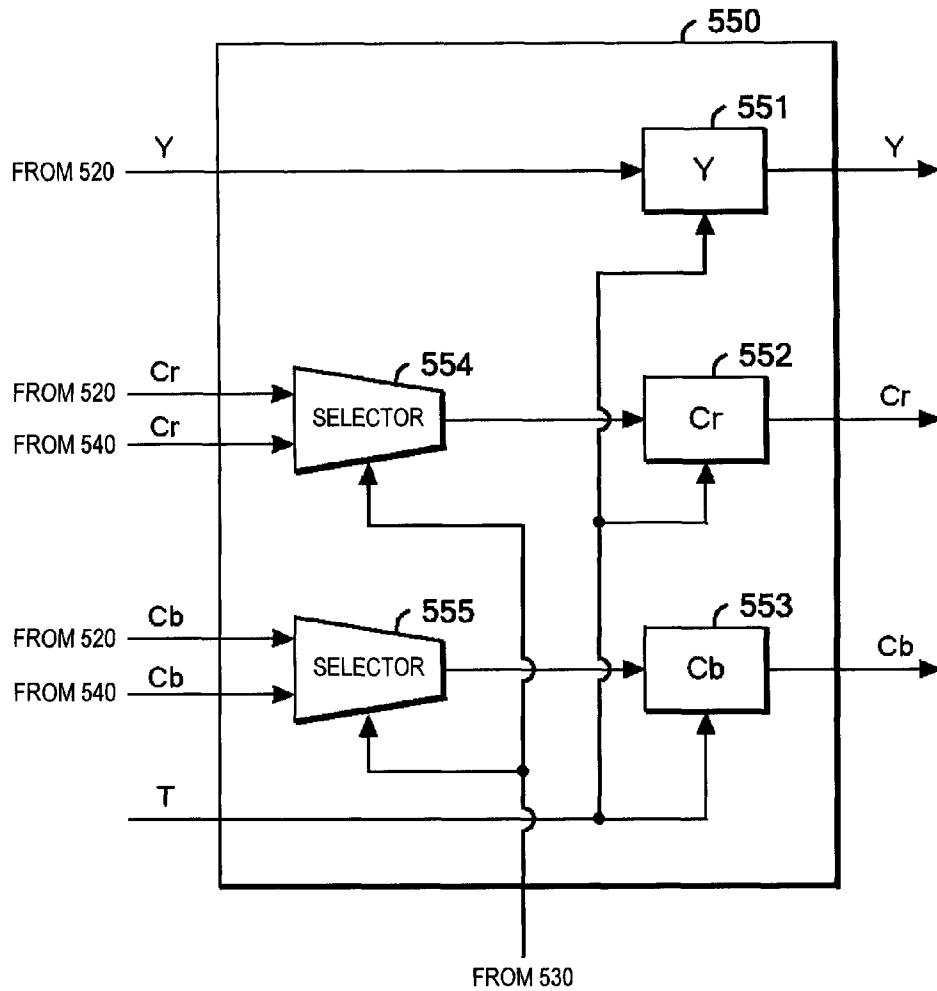 550
551
Y
FROM 520
Y
Y
554
552
Cr
FROM 520
Cr
FROM 540
SELECTOR
Cr
Cr
555
553
Cb
FROM 520
Cb
FROM 540
SELECTOR
Cb
Cb
T
FROM 530